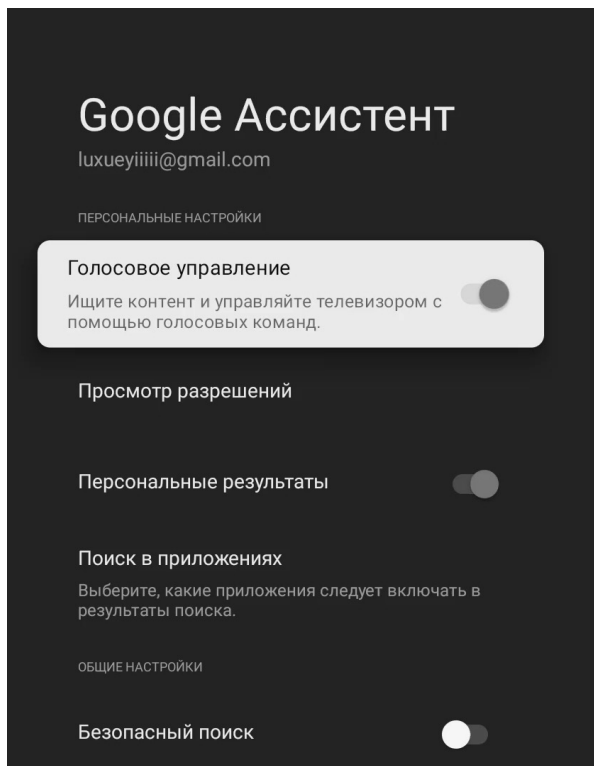 Google Ассистент
luxueyiiiii@gmail.com
ПЕРСОНАЛЬНЫЕ НАСТРОЙКИ
Голосовое управление
Ищите контент и управляйте телевизором с
помощью голосовых команд.
Просмотр разрешений
Персональные результаты
Поиск в приложениях
Выберите, какие приложения следует включать в
результаты поиска.
ОБЩИЕ НАСТРОЙКИ
Безопасный поиск